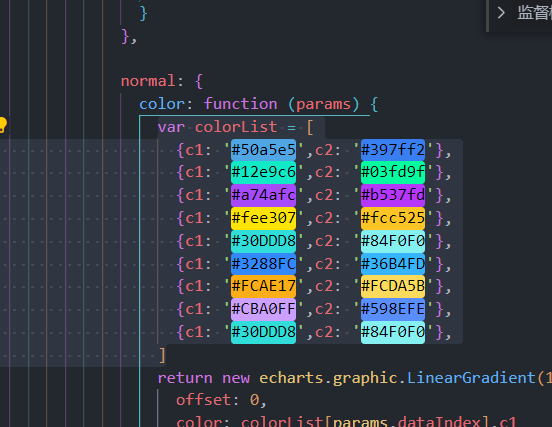 }
},
监督
normal: {
color: function (params) {
var colorList = [
{c1: '#50a5e5',c2: '#397ff2'},
{c1: '#12e9c6',c2: '#03fd9f'},
{c1: '#a74afc',c2: '#b537fd'},
{c1: '#fee307',c2: '#fcc525'},
{c1: '#30DDD8',c2: '#84F0F0'},
{c1: '#3288FC',c2: '#36B4FD'},
{c1: '#FCAE17',c2: '#FCDA5B'},
{c1: '#CBA0FF',c2: '#598EFE'},
{c1: '#30DDD8',c2: '#84F0F0'},
]
return new echarts.graphic.LinearGradient(1
offset: 0,
color: colorList[params.dataIndex].c1